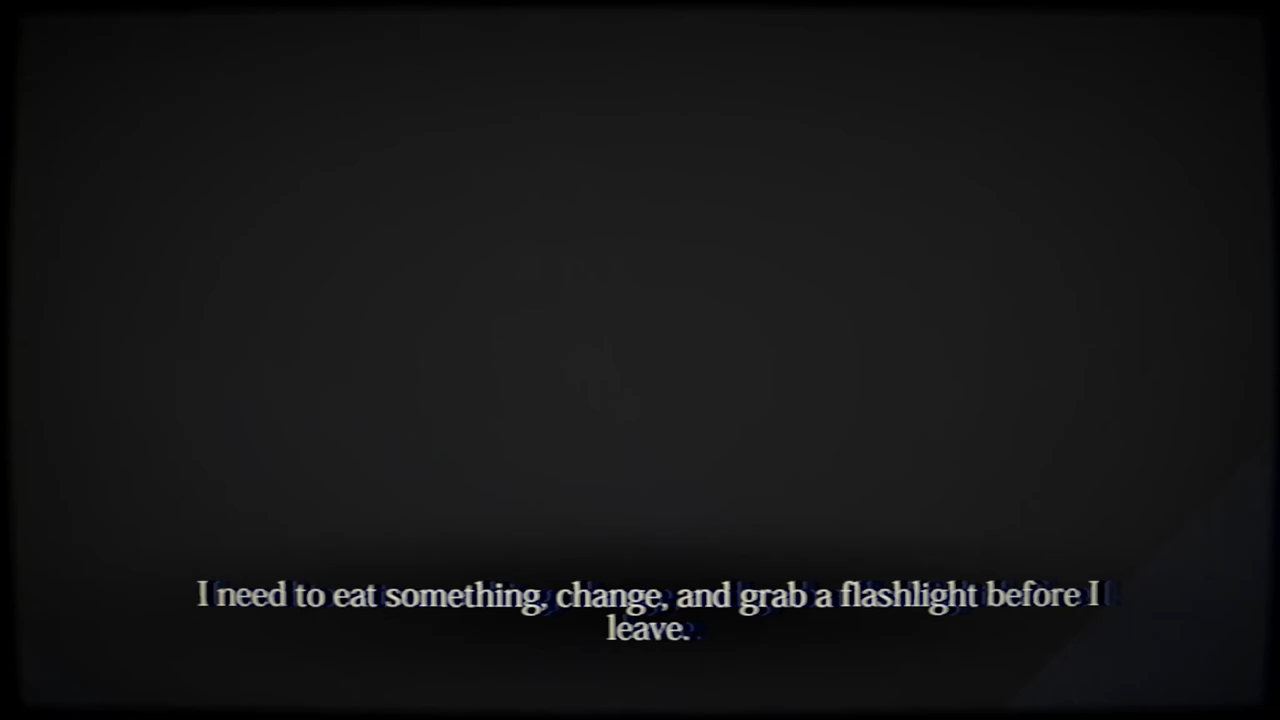 I need to eat something, change, and grab a flashlight before I
leave.